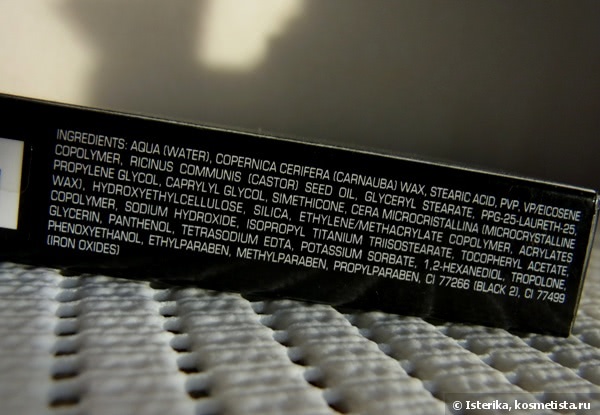 INGREDIENTS: AQUA (WATER), COPERNICA CERIFERA (CARNAUBA) WAX, STEARIC ACID, PVP, VP/EICOSENE
COPOLYMER, RICINUS COMMUNIS (CASTOR) SEED OIL, GLYCERYL STEARATE, PPG-25-LAURETH-25,
PROPYLENE GLYCOL, CAPRYLYL GLYCOL, SIMETHICONE, CERA MICROCRISTALLINA (MICROCRYSTALLINE
WAX), HYDROXYETHYLCELLULOSE, SILICA, ETHYLENE/METHACRYLATE COPOLYMER, ACRYLATES
COPOLYMER, SODIUM HYDROXIDE, ISOPROPYL TITANIUM TRIISOSTEARATE, TOCOPHERYL ACETATE,
GLYCERIN, PANTHENOL, TETRASODIUM EDTA, POTASSIUM SORBATE, 1,2-HEXANEDIOL, TROPOLONE,
PHENOXYETHANOL, ETHYLPARABEN, METHYLPARABEN, PROPYLPARABEN, CI 77266 (BLACK 2), CI 77499
(IRON OXIDES)
© Isterika, kosmetista.ru